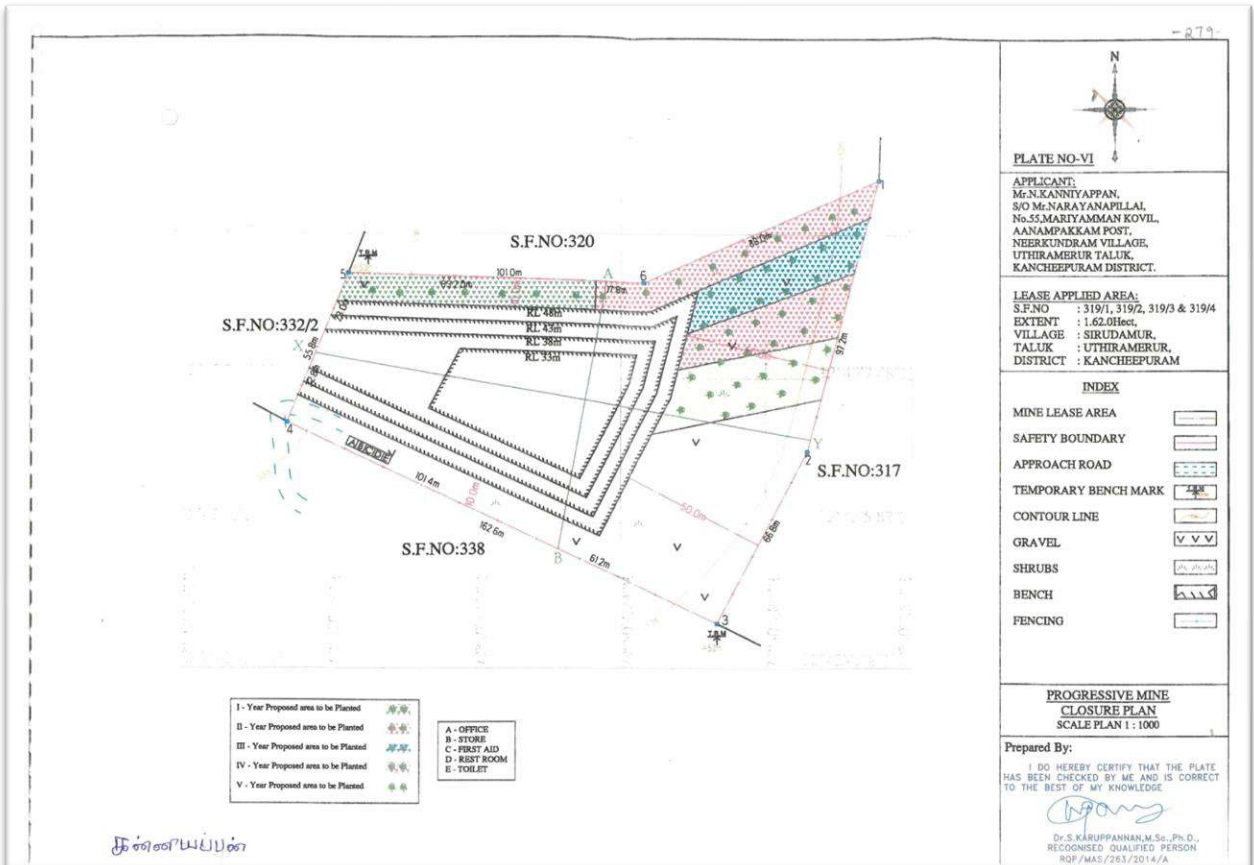 -279-
N
PLATE NO-VI
APPLICANT:
Mr.N.KANNIYAPPAN,
S/O Mr.NARAYANAPILLAI,
No.55,MARIYAMMAN KOVIL,
AANAMPAKKAM POST,
NEERKUNDRAM VILLAGE,
UTHIRAMERUR TALUK,
KANCHEEPURAM DISTRICT.
LEASE APPLIED AREA:
S.F.NO : 319/1, 319/2, 319/3 & 319/4
EXTENT : 1.62.0Hect,
VILLAGE : SIRUDAMUR,
TALUK : UTHIRAMERUR,
DISTRICT : KANCHEEPURAM
INDEX
MINE LEASE AREA
SAFETY BOUNDARY
APPROACH ROAD
TEMPORARY BENCH MARK T.B.M
CONTOUR LINE
GRAVEL V V V
SHRUBS
BENCH
FENCING
PROGRESSIVE MINE
CLOSURE PLAN
SCALE PLAN 1 : 1000
Prepared By:
I DO HEREBY CERTIFY THAT THE PLATE
HAS BEEN CHECKED BY ME AND IS CORRECT
TO THE BEST OF MY KNOWLEDGE
Dr.S.KARUPPANNAN,M.Sc.,Ph.D.,
RECOGNISED QUALIFIED PERSON
RQP/MAS/263/2014/A
S.F.NO:320
S.F.NO:332/2
S.F.NO:338
S.F.NO:317
1
2
3
4
5
6
A
B
X
Y
T.B.M
T.B.M
101.0m
88.0m
97.2m
66.8m
50.0m
61.2m
162.6m
101.4m
10.0m
55.8m
RL 48m
RL 43m
RL 38m
RL 33m
A B C D E
I - Year Proposed area to be Planted
II - Year Proposed area to be Planted
III - Year Proposed area to be Planted
IV - Year Proposed area to be Planted
V - Year Proposed area to be Planted
A - OFFICE
B - STORE
C - FIRST AID
D - REST ROOM
E - TOILET